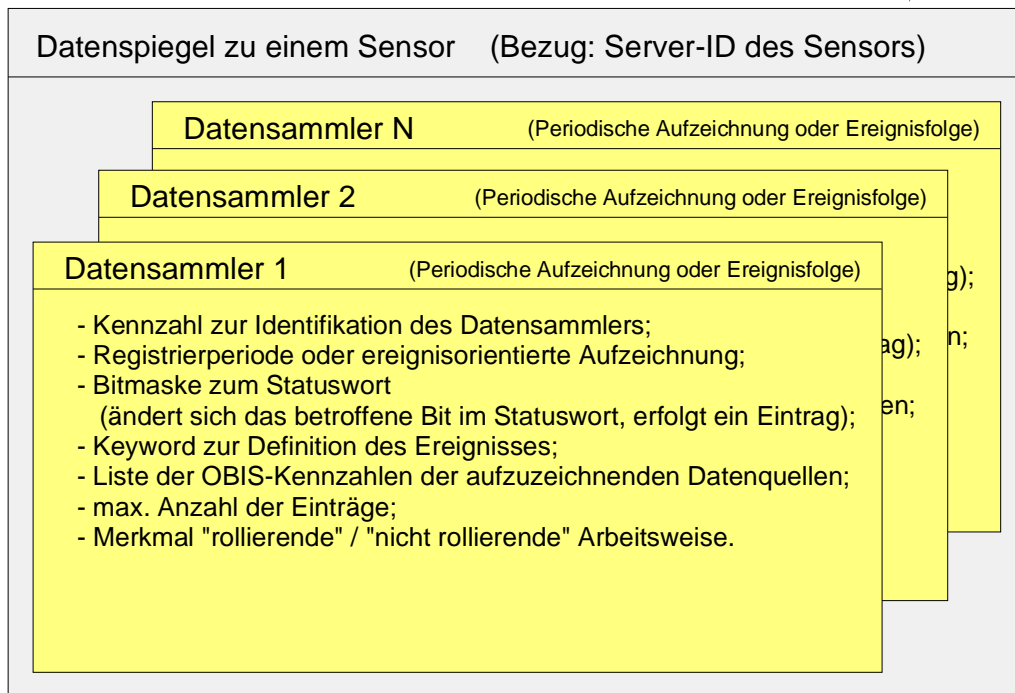 Datenspiegel zu einem Sensor (Bezug: Server-ID des Sensors)
Datensammler N (Periodische Aufzeichnung oder Ereignisfolge)
Datensammler 2 (Periodische Aufzeichnung oder Ereignisfolge)
Datensammler 1 (Periodische Aufzeichnung oder Ereignisfolge)
- Kennzahl zur Identifikation des Datensammlers;
- Registrierperiode oder ereignisorientierte Aufzeichnung;
- Bitmaske zum Statuswort
(ändert sich das betroffene Bit im Statuswort, erfolgt ein Eintrag);
- Keyword zur Definition des Ereignisses;
- Liste der OBIS-Kennzahlen der aufzuzeichnenden Datenquellen;
- max. Anzahl der Einträge;
- Merkmal "rollierende" / "nicht rollierende" Arbeitsweise.
ag);
en;
g);
n;